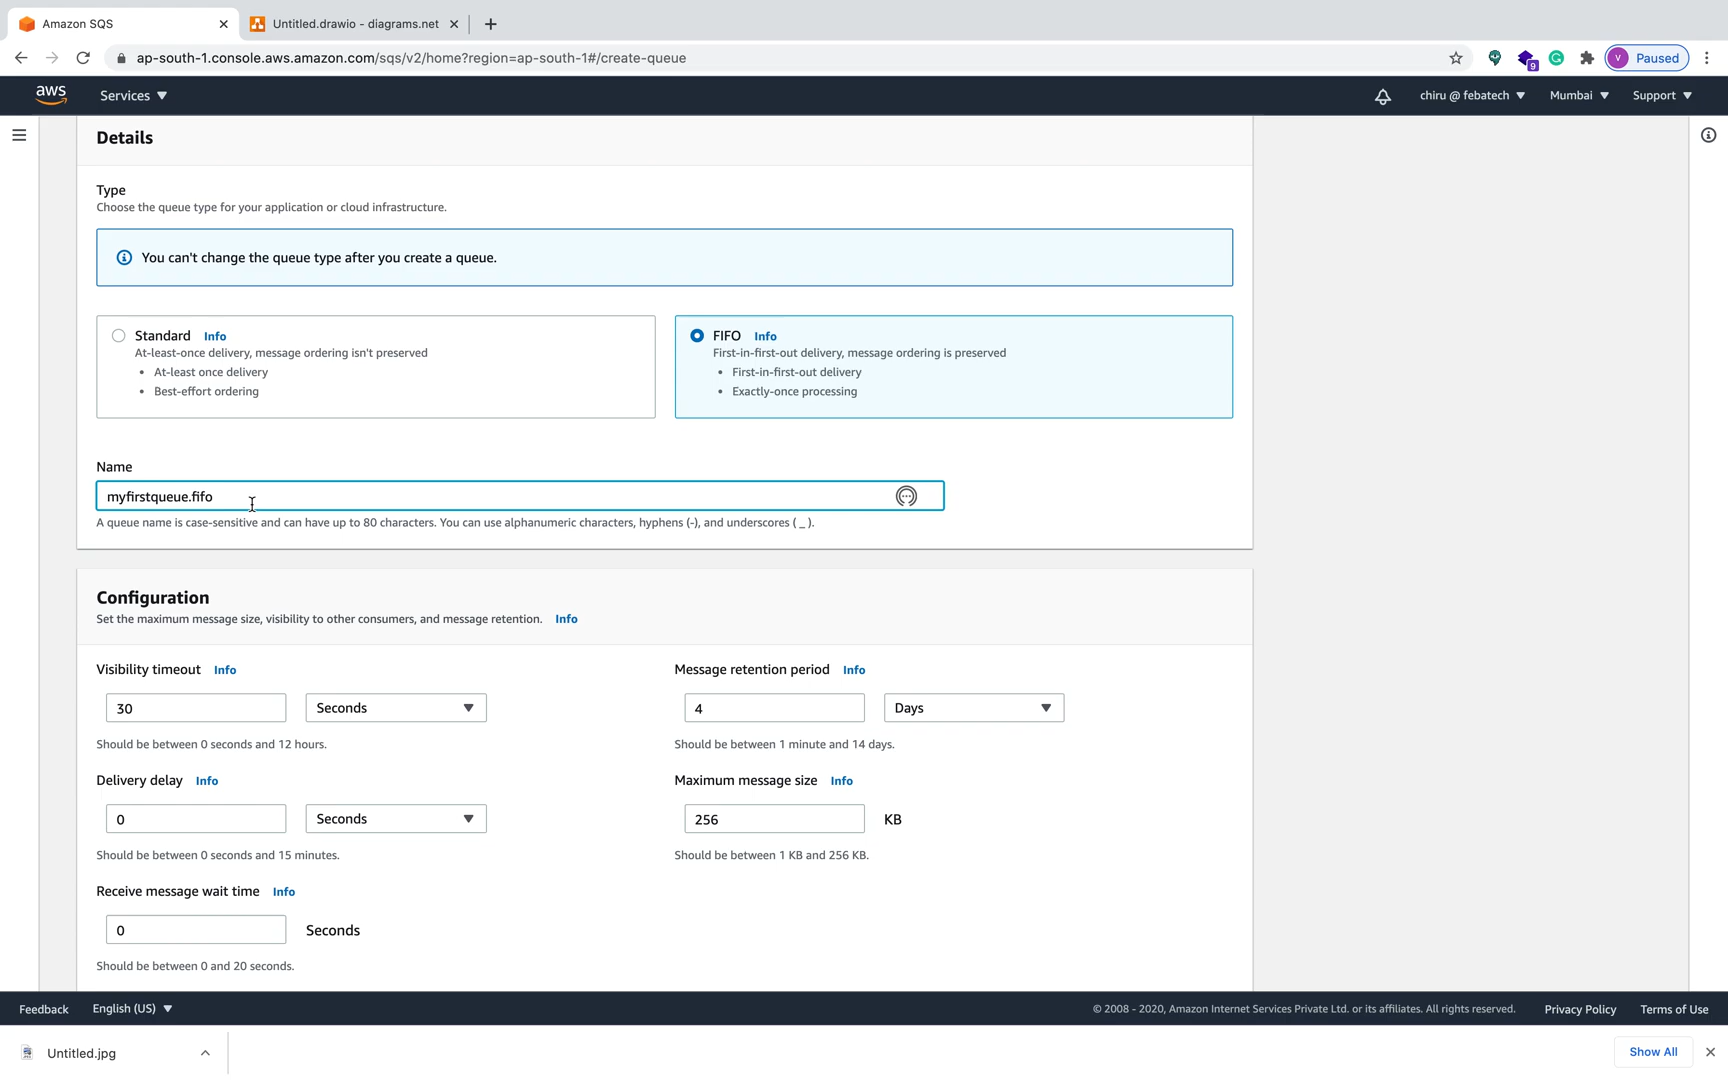 Amazon SQS
Untitled.drawio - diagrams.net
ap-south-1.console.aws.amazon.com/sqs/v2/home?region=ap-south-1#/create-queue
9
V Paused
aws Services chiru @ febatech Mumbai Support
Details
Type
Choose the queue type for your application or cloud infrastructure.
You can't change the queue type after you create a queue.
Standard Info
At-least-once delivery, message ordering isn't preserved
• At-least once delivery
• Best-effort ordering
FIFO Info
First-in-first-out delivery, message ordering is preserved
• First-in-first-out delivery
• Exactly-once processing
Name
myfirstqueue.fifo
A queue name is case-sensitive and can have up to 80 characters. You can use alphanumeric characters, hyphens (-), and underscores ( _ ).
Configuration
Set the maximum message size, visibility to other consumers, and message retention. Info
Visibility timeout Info
30 Seconds
Should be between 0 seconds and 12 hours.
Message retention period Info
4 Days
Should be between 1 minute and 14 days.
Delivery delay Info
0 Seconds
Should be between 0 seconds and 15 minutes.
Maximum message size Info
256 KB
Should be between 1 KB and 256 KB.
Receive message wait time Info
0 Seconds
Should be between 0 and 20 seconds.
Feedback English (US) © 2008 - 2020, Amazon Internet Services Private Ltd. or its affiliates. All rights reserved. Privacy Policy Terms of Use
Untitled.jpg Show All